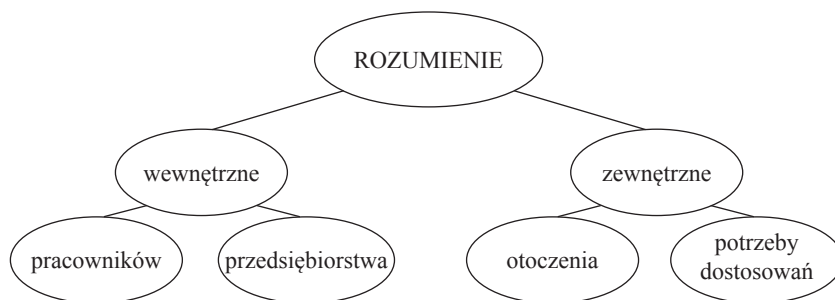 ROZUMIENIE
wewnętrzne
zewnętrzne
pracowników
przedsiębiorstwa
otoczenia
potrzeby
dostosowań